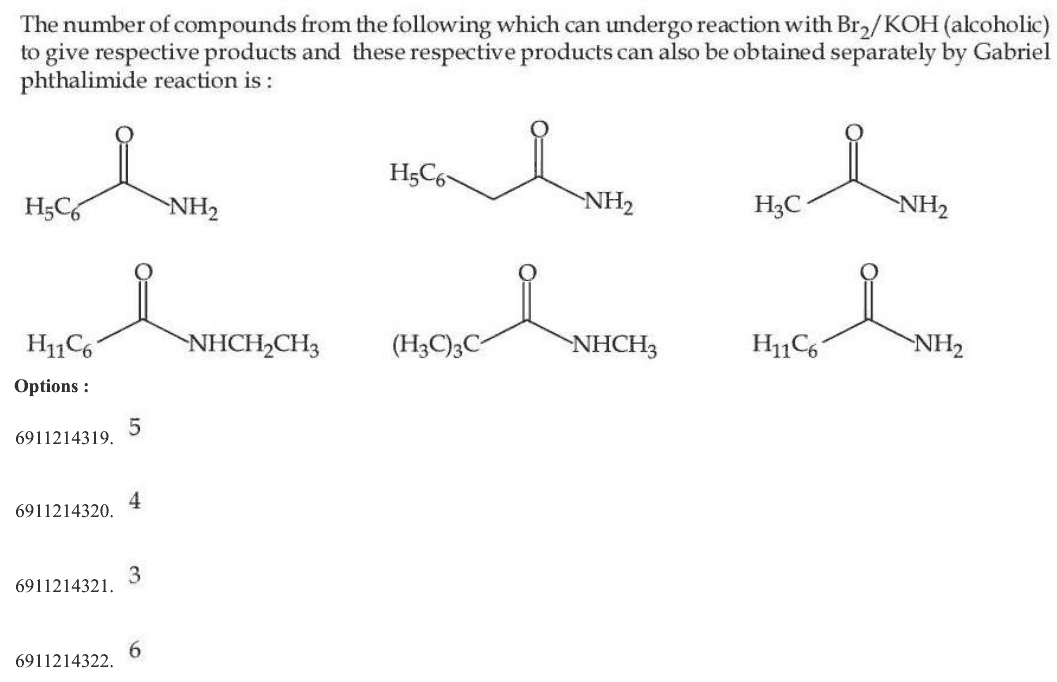 The number of compounds from the following which can undergo reaction with Br₂/KOH (alcoholic)
to give respective products and these respective products can also be obtained separately by Gabriel
phthalimide reaction is :
O O O
H₅C₆ NH₂ H₅C₆ NH₂ H₃C NH₂
O O O
H₁₁C₆ NHCH₂CH₃ (H₃C)₃C NHCH₃ H₁₁C₆ NH₂
Options :
6911214319. 5
6911214320. 4
6911214321. 3
6911214322. 6